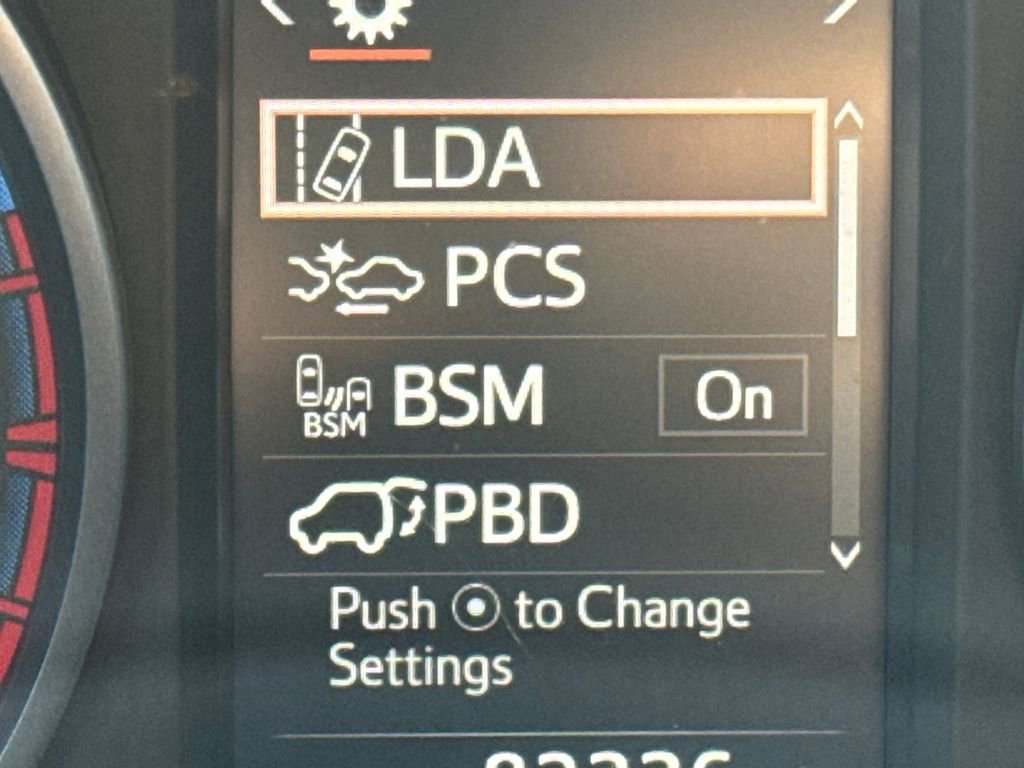 LDA
PCS
BSM
BSM On
PBD
Push to Change
Settings